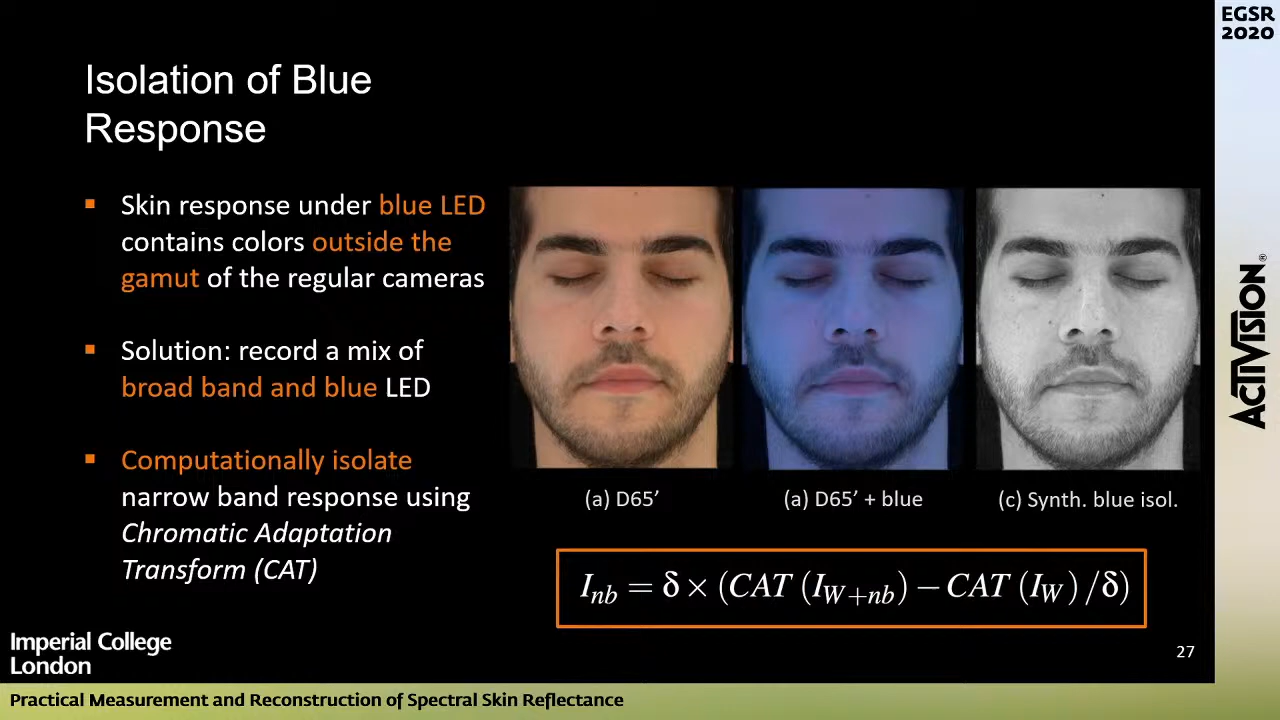 EGSR
2020
Isolation of Blue
Response
▪ Skin response under blue LED
contains colors outside the
gamut of the regular cameras
▪ Solution: record a mix of
broad band and blue LED
▪ Computationally isolate
narrow band response using
Chromatic Adaptation
Transform (CAT)
(a) D65’
(a) D65’ + blue
(c) Synth. blue isol.
I_{nb} = δ × (CAT (I_{W+nb}) − CAT (I_W) /δ)
ACTIVISION®
Imperial College
London
27
Practical Measurement and Reconstruction of Spectral Skin Reflectance